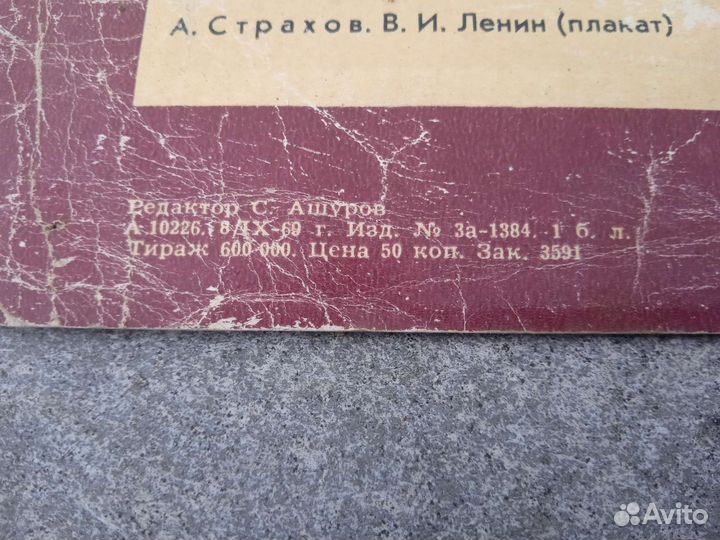 А. Страхов. В. И. Ленин (плакат)
Редактор С. Ашуров
А 10226. 8/IX-69 г. Изд. № 3а-1384. 1 б. л.
Тираж 600 000. Цена 50 коп. Зак. 3591
Avito